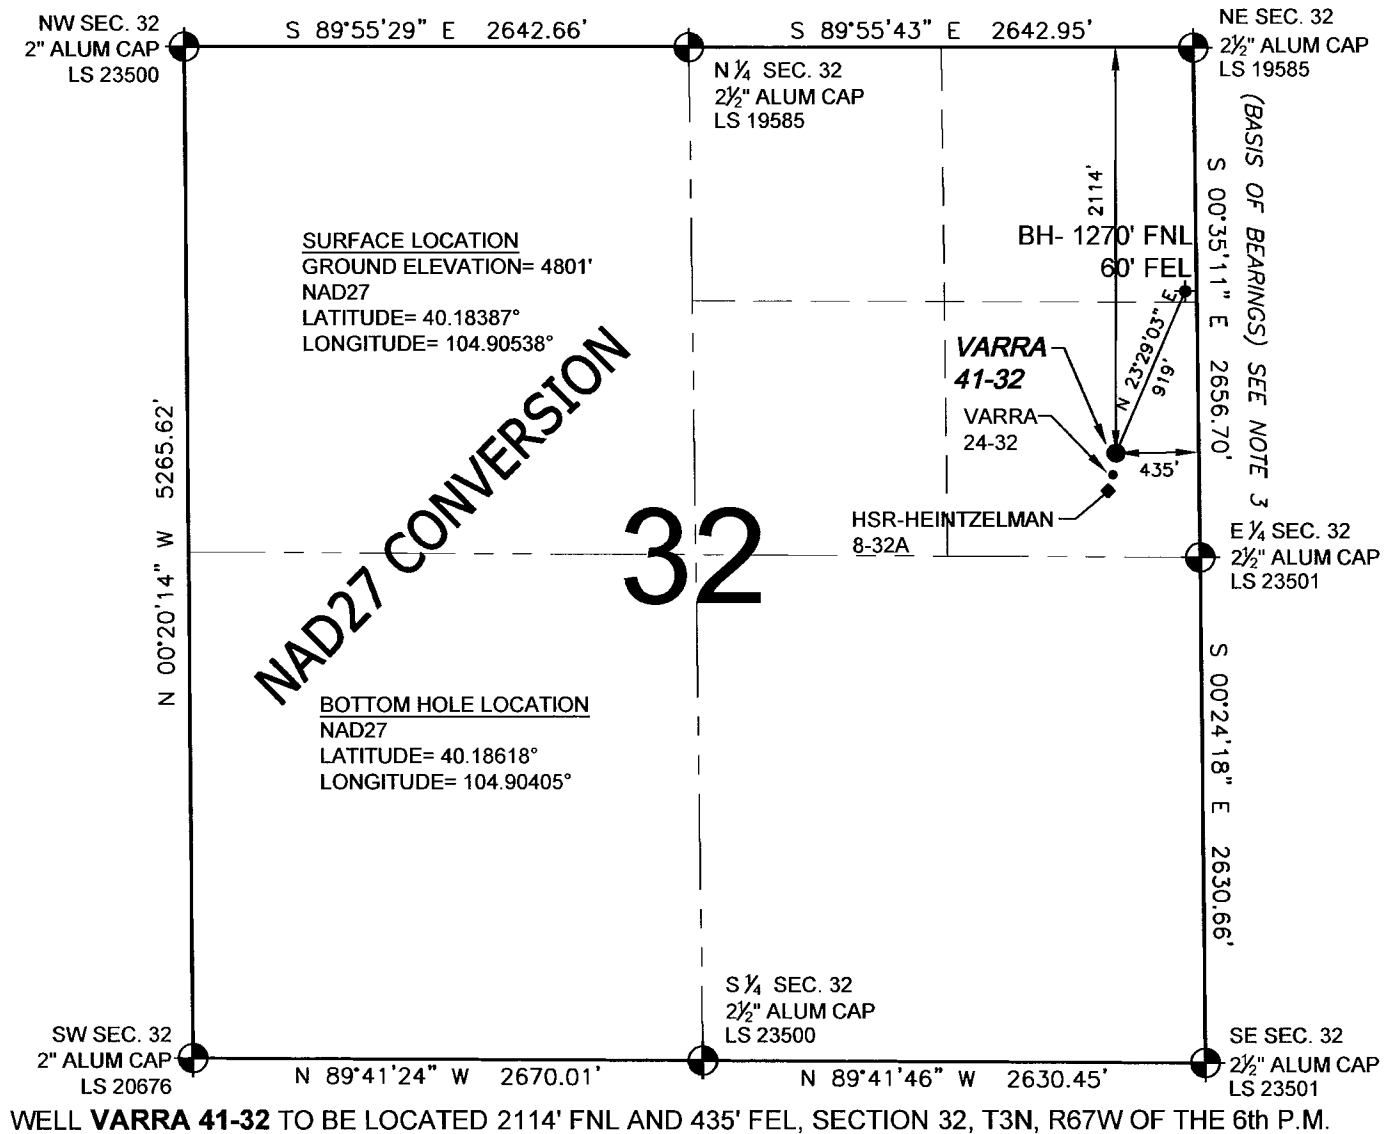 NW SEC. 32
2" ALUM CAP
LS 23500
S 89°55'29" E 2642.66'
S 89°55'43" E 2642.95'
NE SEC. 32
2½" ALUM CAP
LS 19585
N ¼ SEC. 32
2½" ALUM CAP
LS 19585
(BASIS OF BEARINGS) SEE NOTE 3
S 00°35'11" E 2656.70'
2114'
BH- 1270' FNL
60' FEL
SURFACE LOCATION
GROUND ELEVATION= 4801'
NAD27
LATITUDE= 40.18387°
LONGITUDE= 104.90538°
N 23°29'03" E
919'
VARRA
41-32
VARRA
24-32
435'
HSR-HEINTZELMAN
8-32A
N 00°20'14" W 5265.62'
NAD27 CONVERSION
32
E ¼ SEC. 32
2½" ALUM CAP
LS 23501
S 00°24'18" E 2630.66'
BOTTOM HOLE LOCATION
NAD27
LATITUDE= 40.18618°
LONGITUDE= 104.90405°
S ¼ SEC. 32
2½" ALUM CAP
LS 23500
SW SEC. 32
2" ALUM CAP
LS 20676
N 89°41'24" W 2670.01'
N 89°41'46" W 2630.45'
SE SEC. 32
2½" ALUM CAP
LS 23501
WELL VARRA 41-32 TO BE LOCATED 2114' FNL AND 435' FEL, SECTION 32, T3N, R67W OF THE 6th P.M.